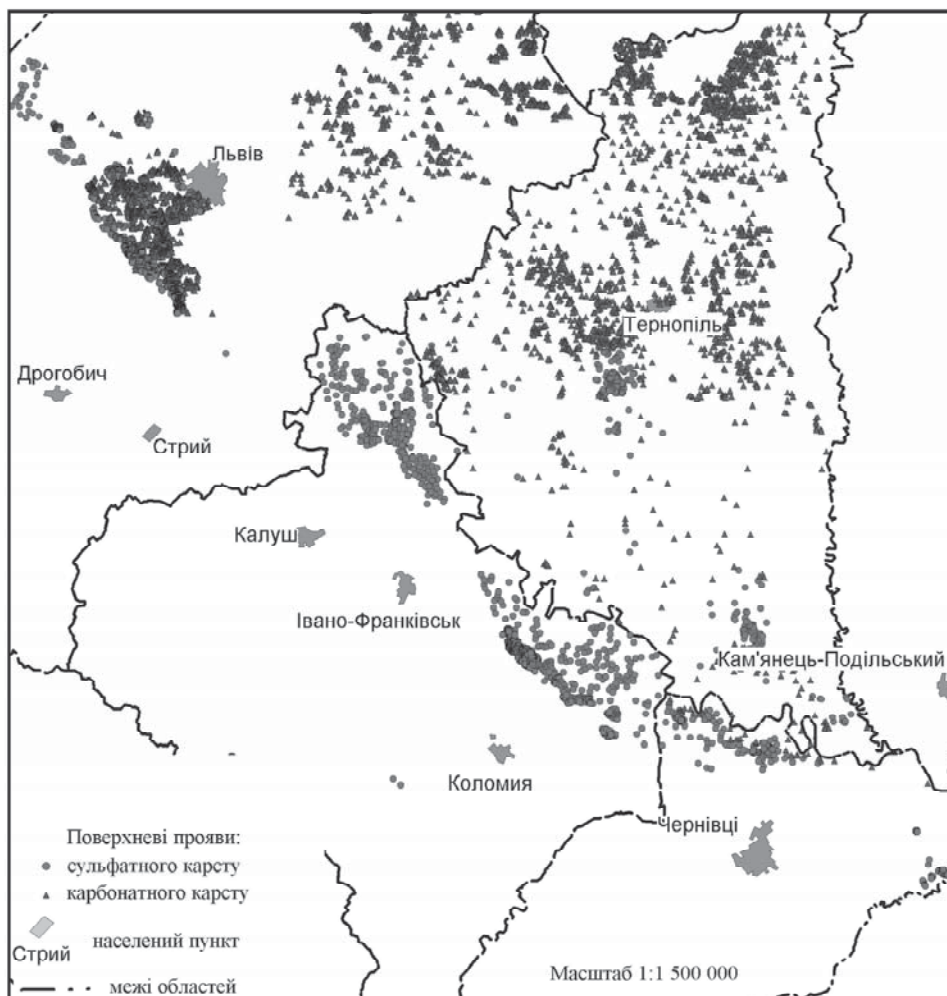 Львів
Тернопіль
Дрогобич
Стрий
Калуш
Івано-Франківськ
Кам'янець-Подільський
Коломия
Чернівці
Поверхневі прояви:
сульфатного карсту
карбонатного карсту
населений пункт
Стрий
межі областей
Масштаб 1:1 500 000